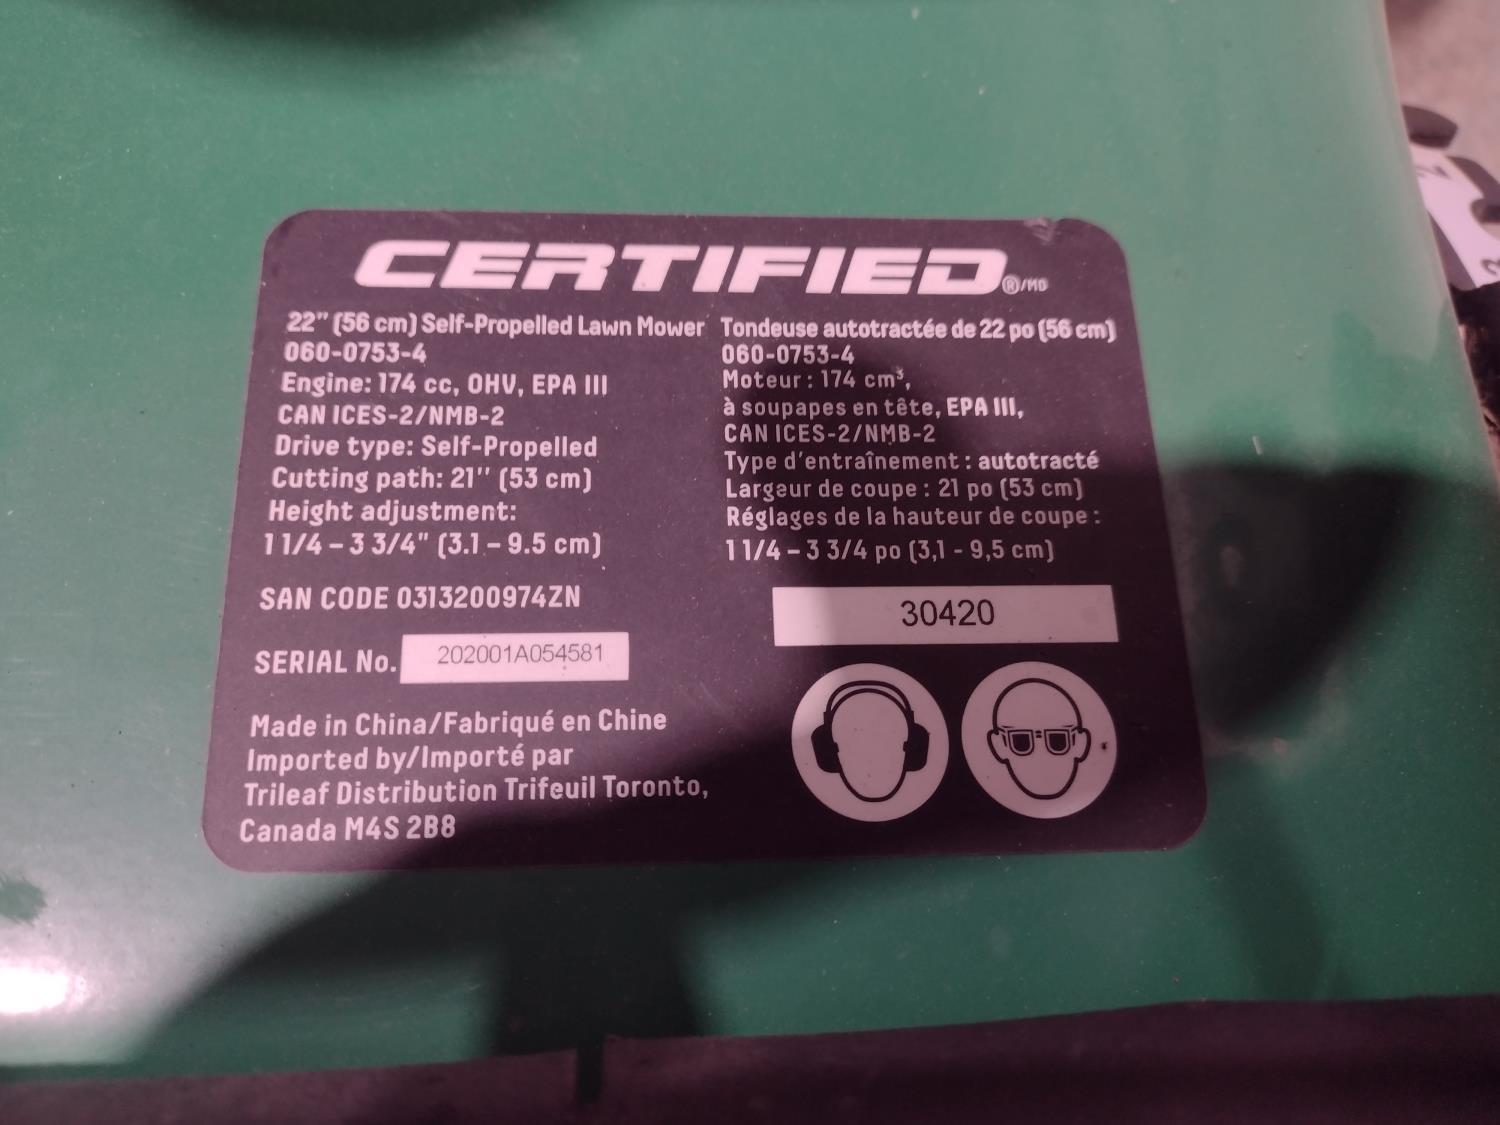 CERTIFIED®/MD
22" (56 cm) Self-Propelled Lawn Mower
060-0753-4
Engine: 174 cc, OHV, EPA III
CAN ICES-2/NMB-2
Drive type: Self-Propelled
Cutting path: 21'' (53 cm)
Height adjustment:
1 1/4 – 3 3/4" (3.1 – 9.5 cm)
SAN CODE 0313200974ZN
SERIAL No. 202001A054581
Made in China/Fabriqué en Chine
Imported by/Importé par
Trileaf Distribution Trifeuil Toronto,
Canada M4S 2B8
Tondeuse autotractée de 22 po (56 cm)
060-0753-4
Moteur : 174 cm³,
à soupapes en tête, EPA III,
CAN ICES-2/NMB-2
Type d'entraînement : autotracté
Largeur de coupe : 21 po (53 cm)
Réglages de la hauteur de coupe :
1 1/4 – 3 3/4 po (3,1 - 9,5 cm)
30420